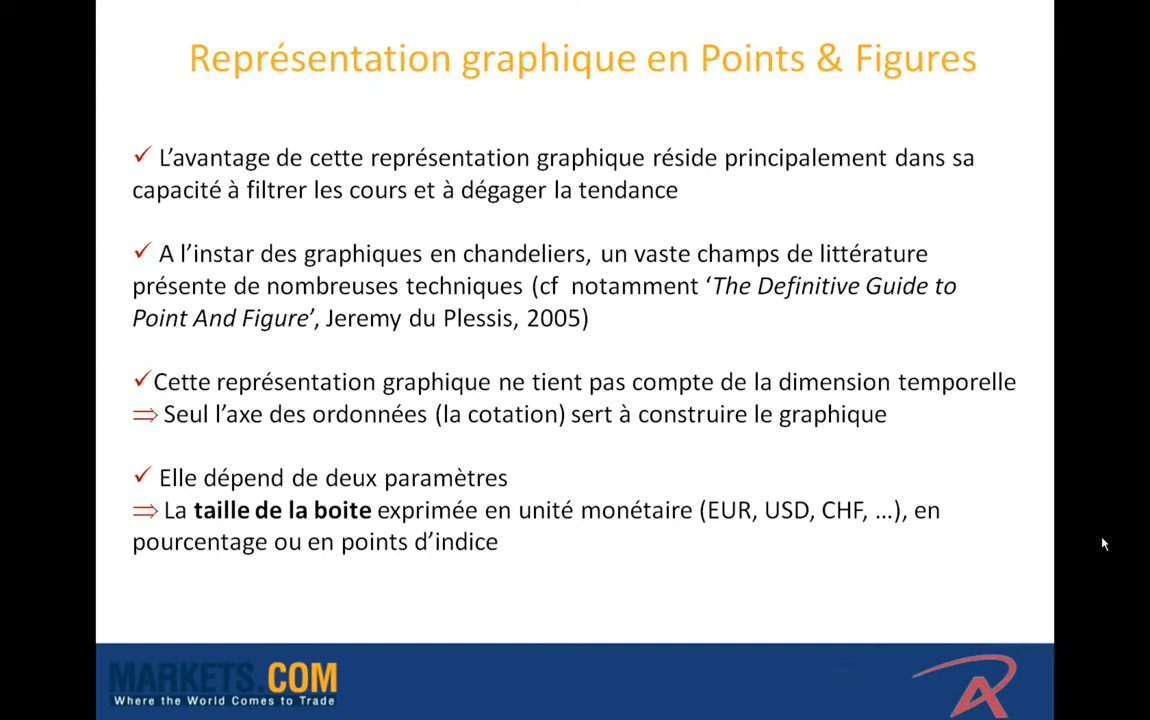 Représentation graphique en Points & Figures
✓ L’avantage de cette représentation graphique réside principalement dans sa
capacité à filtrer les cours et à dégager la tendance
✓ A l’instar des graphiques en chandeliers, un vaste champs de littérature
présente de nombreuses techniques (cf notamment ‘The Definitive Guide to
Point And Figure’, Jeremy du Plessis, 2005)
✓Cette représentation graphique ne tient pas compte de la dimension temporelle
⇒ Seul l’axe des ordonnées (la cotation) sert à construire le graphique
✓ Elle dépend de deux paramètres
⇒ La taille de la boite exprimée en unité monétaire (EUR, USD, CHF, …), en
pourcentage ou en points d’indice
MARKETS.COM
Where the World Comes to Trade